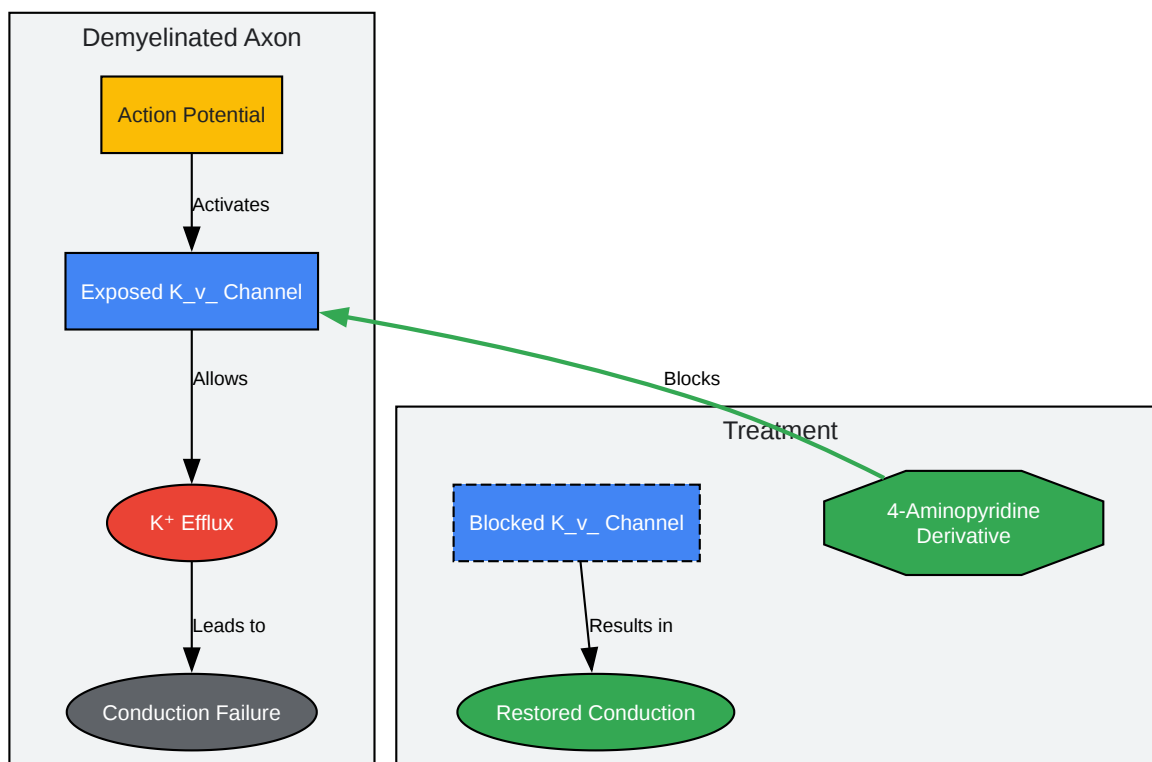 Demyelinated Axon
Action Potential
Activates
Exposed K_v_ Channel
Allows
Blocks
Treatment
K⁺ Efflux
Blocked K_v_ Channel
4-Aminopyridine
Derivative
Leads to
Results in
Conduction Failure
Restored Conduction